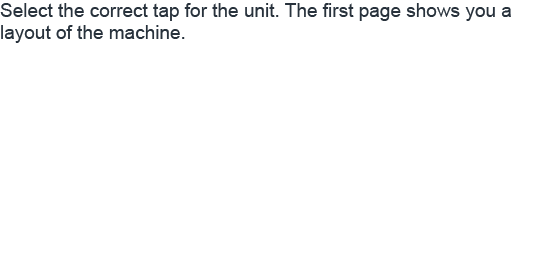 Select the correct tap for the unit. The first page shows you a
layout of the machine.